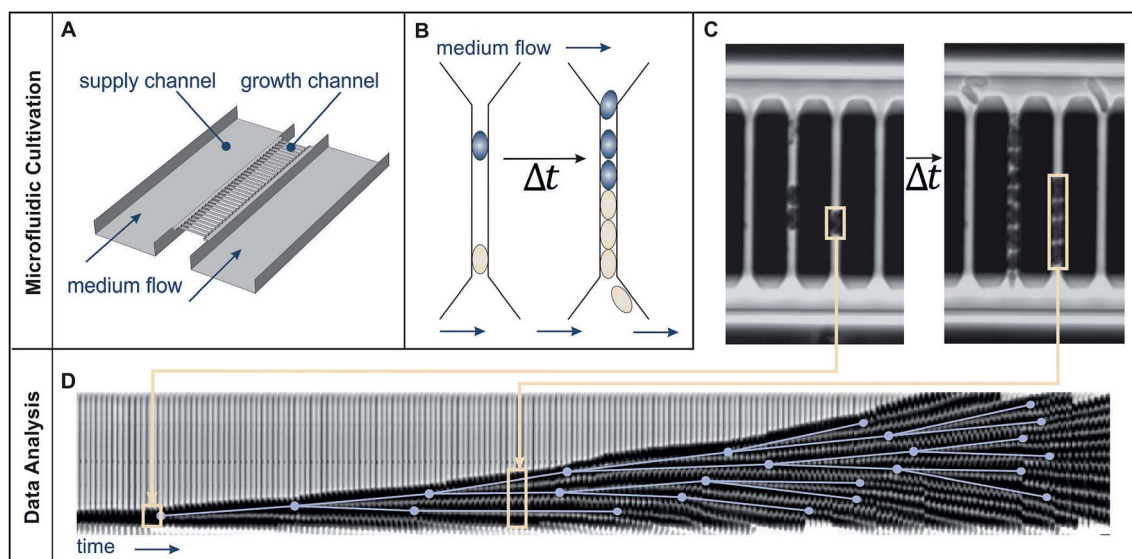 Microfluidic Cultivation
A
supply channel
growth channel
medium flow
B
medium flow
Δt
C
Δt
Data Analysis
D
time